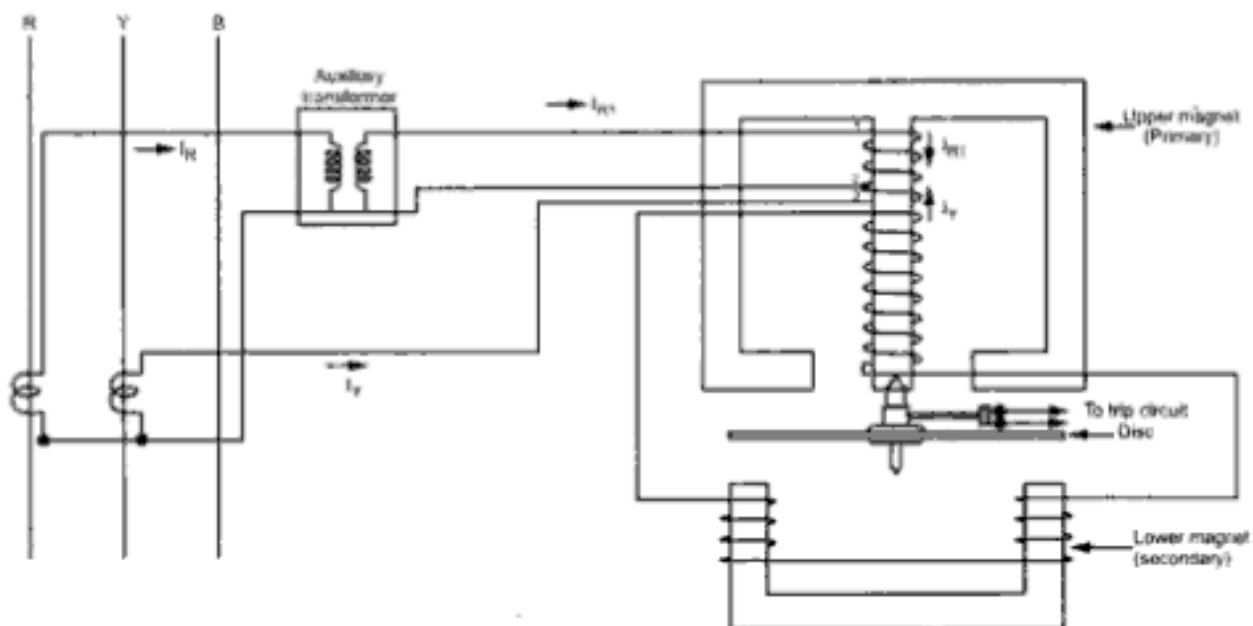 R Y B
Auxiliary
transformer
I_R1
I_R
Upper magnet
(Primary)
I_R1
I_Y
I_Y
To trip circuit
Disc
Lower magnet
(secondary)